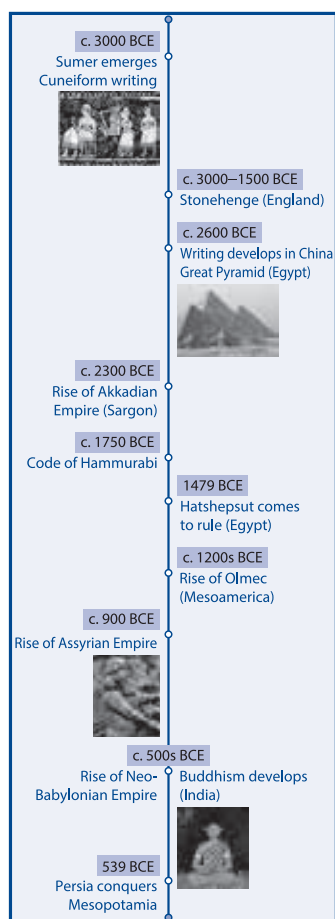 c. 3000 BCE
Sumer emerges
Cuneiform writing
c. 3000–1500 BCE
Stonehenge (England)
c. 2600 BCE
Writing develops in China
Great Pyramid (Egypt)
c. 2300 BCE
Rise of Akkadian
Empire (Sargon)
c. 1750 BCE
Code of Hammurabi
1479 BCE
Hatshepsut comes
to rule (Egypt)
c. 1200s BCE
Rise of Olmec
(Mesoamerica)
c. 900 BCE
Rise of Assyrian Empire
c. 500s BCE
Rise of Neo-
Babylonian Empire
Buddhism develops
(India)
539 BCE
Persia conquers
Mesopotamia